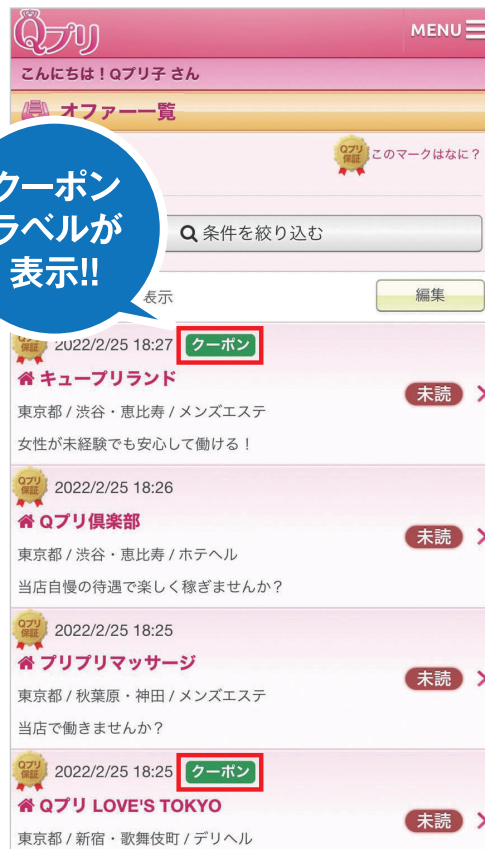 Qプリ
MENU
こんにちは！Qプリ子 さん
オファー一覧
Qプリ
保証
このマークはなに？
クーポン
ラベルが
表示!!
条件を絞り込む
表示
編集
2022/2/25 18:27 クーポン
キュープリランド
未読
東京都 / 渋谷・恵比寿 / メンズエステ
女性が未経験でも安心して働ける！
Qプリ
保証
2022/2/25 18:26
Qプリ倶楽部
未読
東京都 / 渋谷・恵比寿 / ホテヘル
当店自慢の待遇で楽しく稼ぎませんか？
Qプリ
保証
2022/2/25 18:25
プリプリマッサージ
未読
東京都 / 秋葉原・神田 / メンズエステ
当店で働きませんか？
Qプリ
保証
2022/2/25 18:25 クーポン
Qプリ LOVE'S TOKYO
未読
東京都 / 新宿・歌舞伎町 / デリヘル